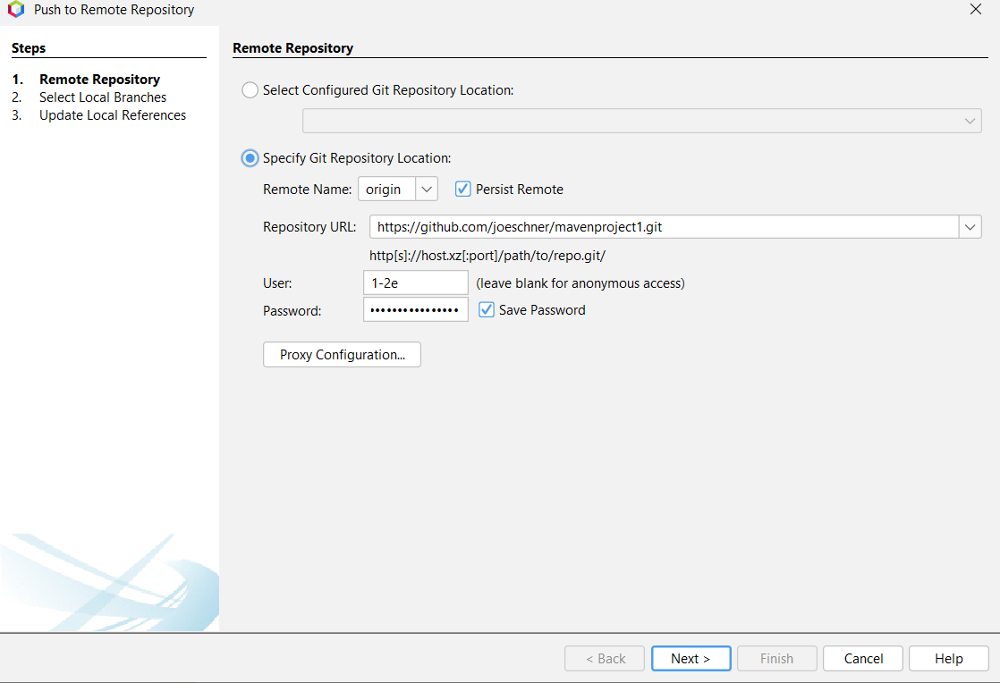 Push to Remote Repository
Steps
1. Remote Repository
2. Select Local Branches
3. Update Local References
Remote Repository
Select Configured Git Repository Location:
Specify Git Repository Location:
Remote Name: origin Persist Remote
Repository URL: https://github.com/joeschner/mavenproject1.git
http[s]://host.xz[:port]/path/to/repo.git/
User: 1-2e (leave blank for anonymous access)
Password: •••••••••••••••• Save Password
Proxy Configuration...
< Back Next > Finish Cancel Help